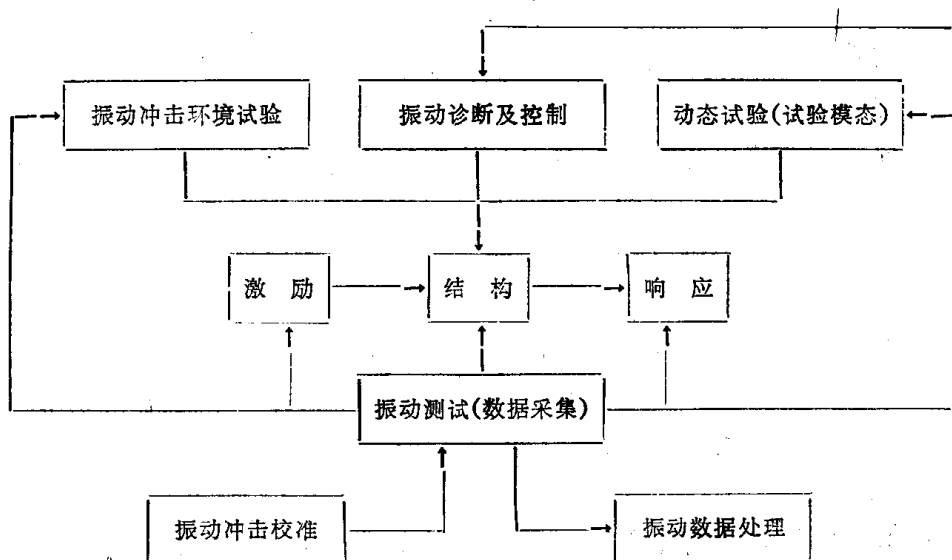 振动冲击环境试验
振动诊断及控制
动态试验(试验模态)
激 励
结 构
响 应
振动测试(数据采集)
振动冲击校准
振动数据处理